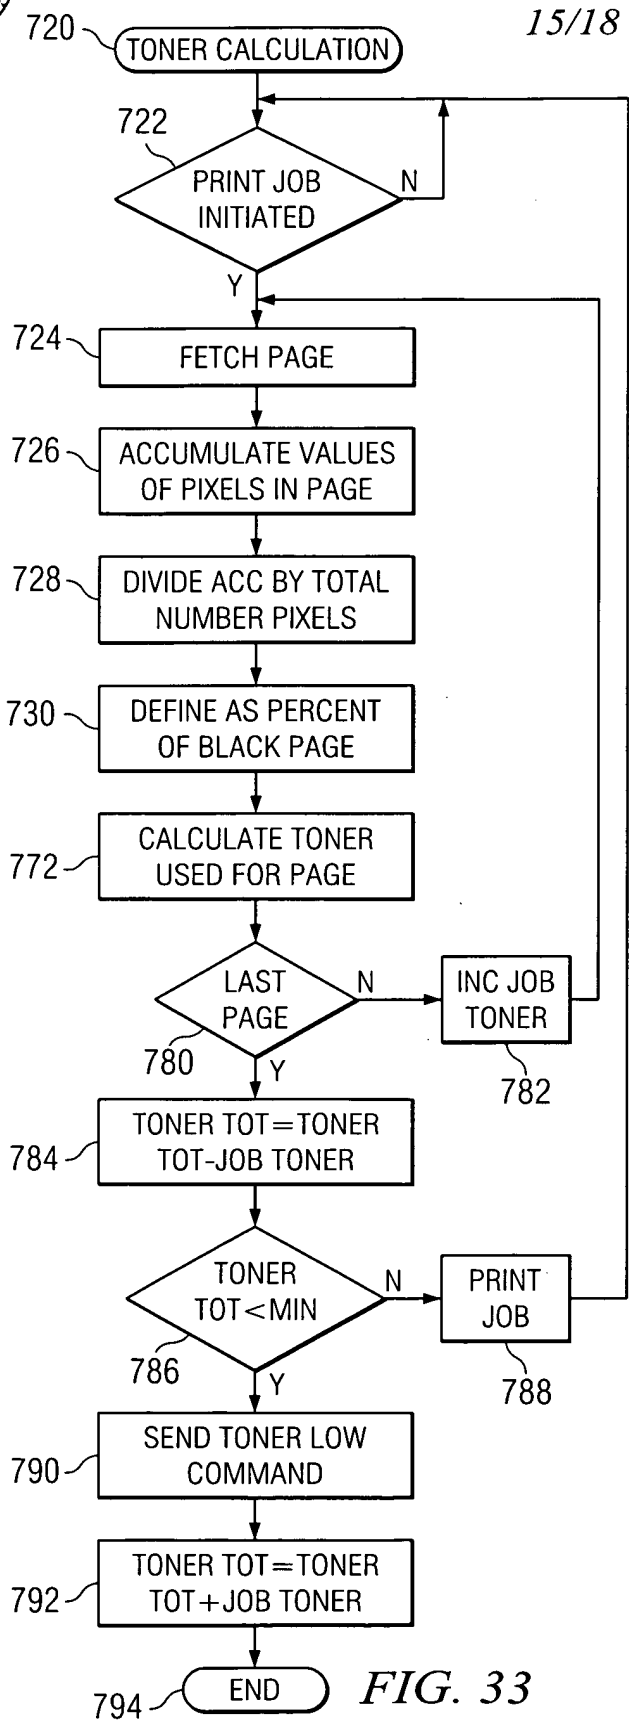 720
TONER CALCULATION
15/18
722
PRINT JOB
INITIATED
N
Y
724
FETCH PAGE
726
ACCUMULATE VALUES
OF PIXELS IN PAGE
728
DIVIDE ACC BY TOTAL
NUMBER PIXELS
730
DEFINE AS PERCENT
OF BLACK PAGE
772
CALCULATE TONER
USED FOR PAGE
LAST
PAGE
N
780
Y
INC JOB
TONER
782
784
TONER TOT=TONER
TOT-JOB TONER
TONER
TOT<MIN
N
786
Y
PRINT
JOB
788
790
SEND TONER LOW
COMMAND
792
TONER TOT=TONER
TOT+JOB TONER
794
END
FIG. 33